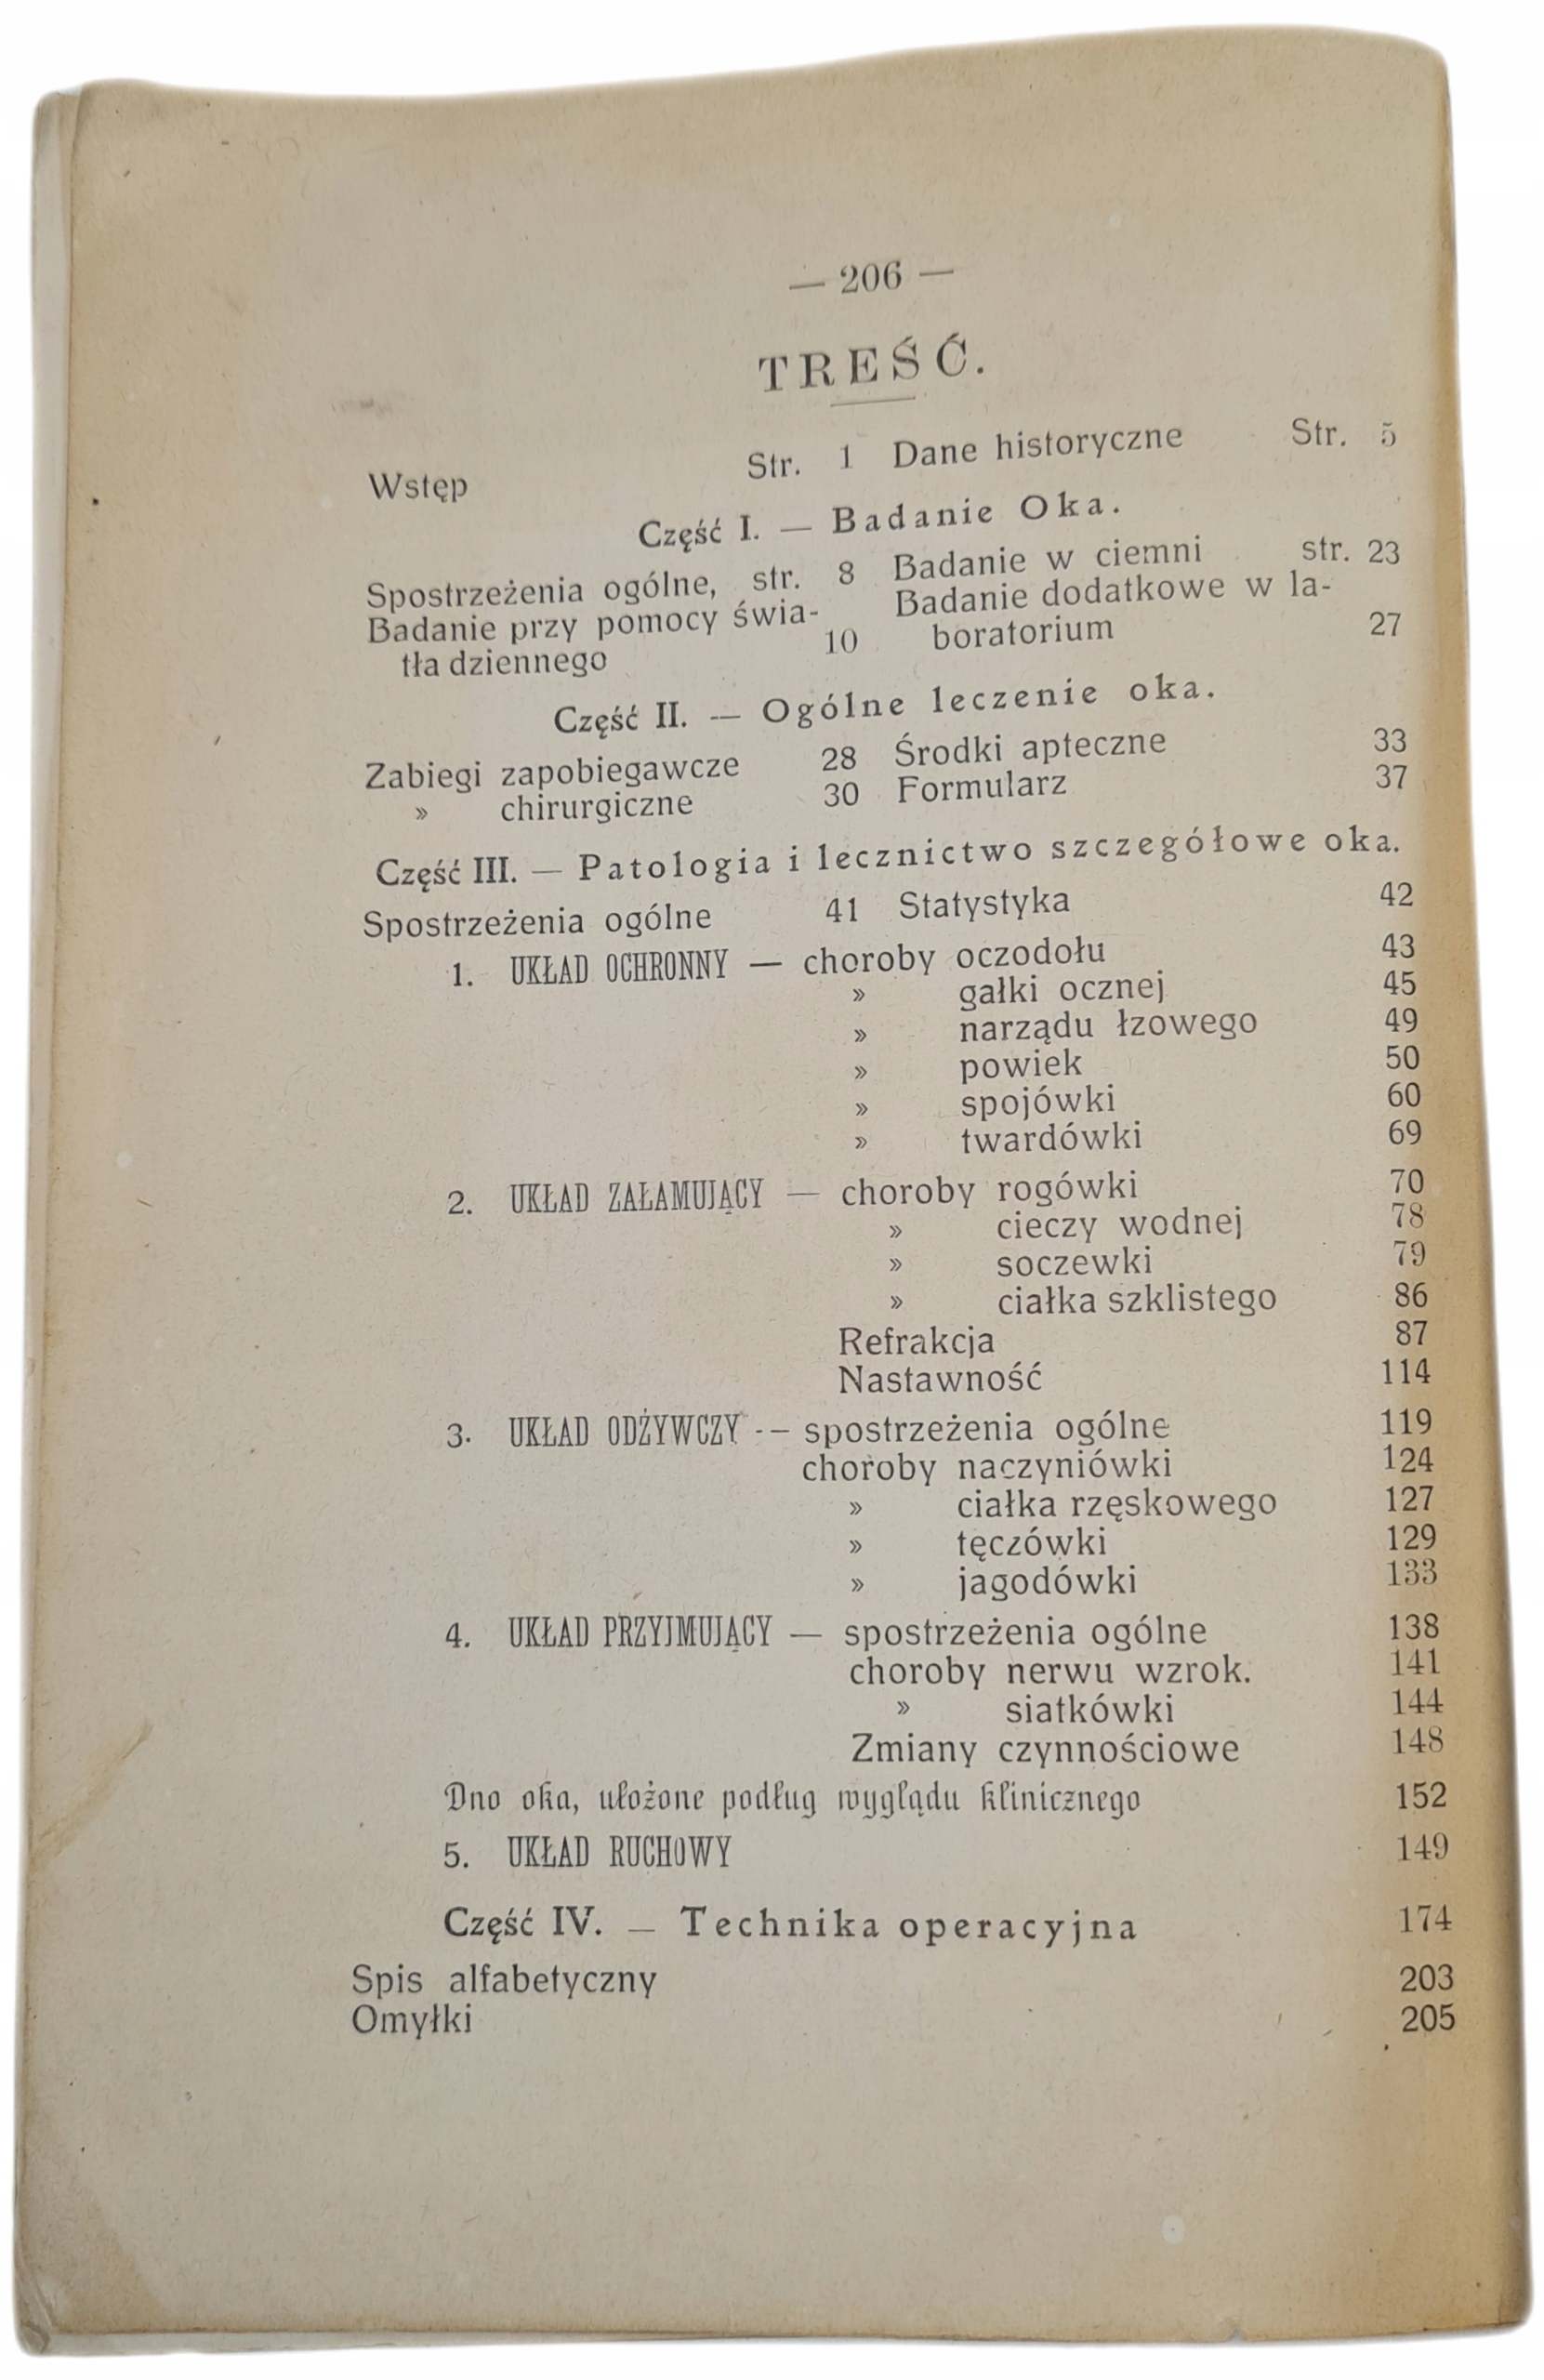 — 206 —
TREŚĆ.
Wstęp Str. 1 Dane historyczne Str. 5
Część I. — Badanie Oka.
Spostrzeżenia ogólne, str. 8 Badanie w ciemni str. 23
Badanie przy pomocy świa- Badanie dodatkowe w la-
tła dziennego 10 boratorium 27
Część II. — Ogólne leczenie oka.
Zabiegi zapobiegawcze 28 Środki apteczne 33
» chirurgiczne 30 Formularz 37
Część III. — Patologia i lecznictwo szczegółowe oka.
Spostrzeżenia ogólne 41 Statystyka 42
1. UKŁAD OCHRONNY — choroby oczodołu 43
» gałki ocznej 45
» narządu łzowego 49
» powiek 50
» spojówki 60
» twardówki 69
2. UKŁAD ZAŁAMUJĄCY — choroby rogówki 70
» cieczy wodnej 78
» soczewki 79
» ciałka szklistego 86
Refrakcja 87
Nastawność 114
3. UKŁAD ODŻYWCZY -- spostrzeżenia ogólne 119
choroby naczyniówki 124
» ciałka rzęskowego 127
» tęczówki 129
» jagodówki 133
4. UKŁAD PRZYJMUJĄCY — spostrzeżenia ogólne 138
choroby nerwu wzrok. 141
» siatkówki 144
Zmiany czynnościowe 148
Dno oka, ułożone podług wyglądu klinicznego 152
5. UKŁAD RUCHOWY 149
Część IV. — Technika operacyjna 174
Spis alfabetyczny 203
Omyłki 205